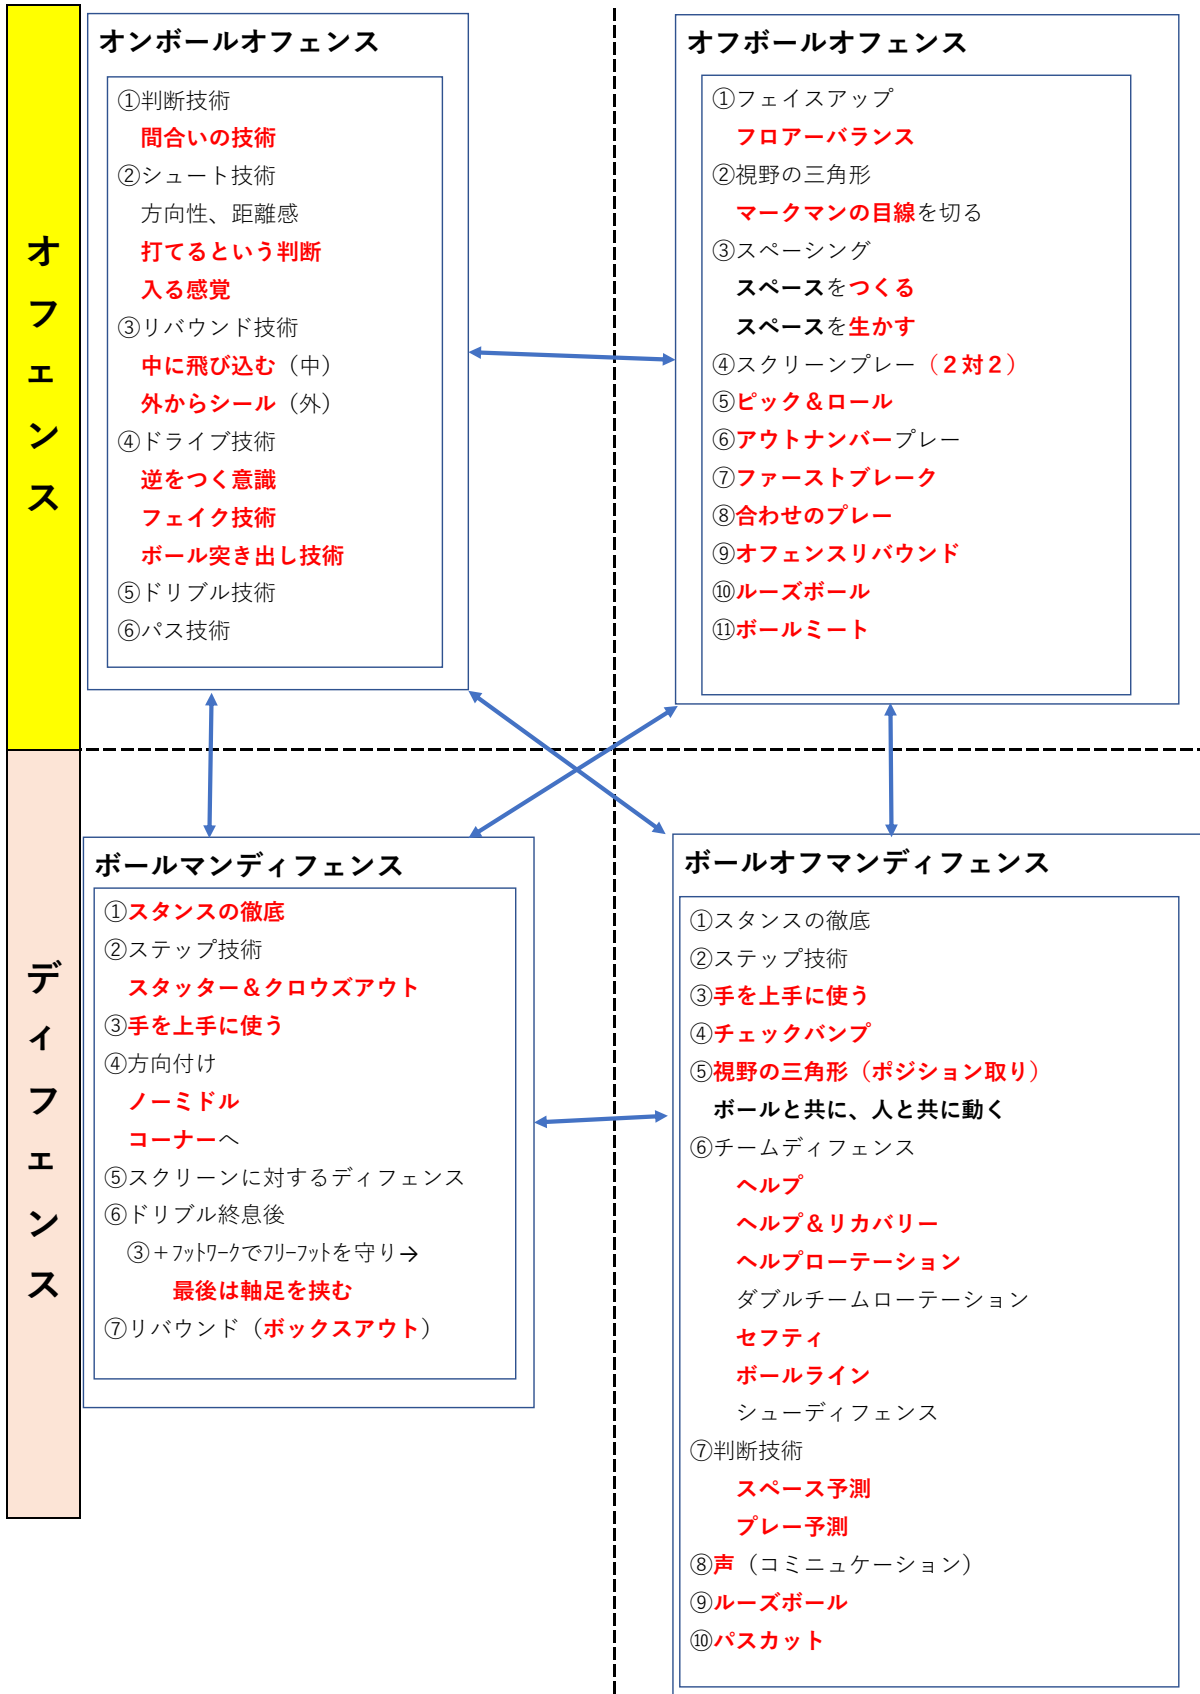 オフェンス
オンボールオフェンス
①判断技術
間合いの技術
②シュート技術
方向性、距離感
打てるという判断
入る感覚
③リバウンド技術
中に飛び込む（中）
外からシール（外）
④ドライブ技術
逆をつく意識
フェイク技術
ボール突き出し技術
⑤ドリブル技術
⑥パス技術
オフボールオフェンス
①フェイスアップ
フロアーバランス
②視野の三角形
マークマンの目線を切る
③スペーシング
スペースをつくる
スペースを生かす
④スクリーンプレー（２対２）
⑤ピック＆ロール
⑥アウトナンバープレー
⑦ファーストブレーク
⑧合わせのプレー
⑨オフェンスリバウンド
⑩ルーズボール
⑪ボールミート
ディフェンス
ボールマンディフェンス
①スタンスの徹底
②ステップ技術
スタッター＆クロウズアウト
③手を上手に使う
④方向付け
ノーミドル
コーナーへ
⑤スクリーンに対するディフェンス
⑥ドリブル終息後
③＋ﾌｯﾄﾜｰｸでﾌﾘｰﾌｯﾄを守り→
最後は軸足を挟む
⑦リバウンド（ボックスアウト）
ボールオフマンディフェンス
①スタンスの徹底
②ステップ技術
③手を上手に使う
④チェックバンプ
⑤視野の三角形（ポジション取り）
ボールと共に、人と共に動く
⑥チームディフェンス
ヘルプ
ヘルプ＆リカバリー
ヘルプローテーション
ダブルチームローテーション
セフティ
ボールライン
シューディフェンス
⑦判断技術
スペース予測
プレー予測
⑧声（コミニュケーション）
⑨ルーズボール
⑩パスカット